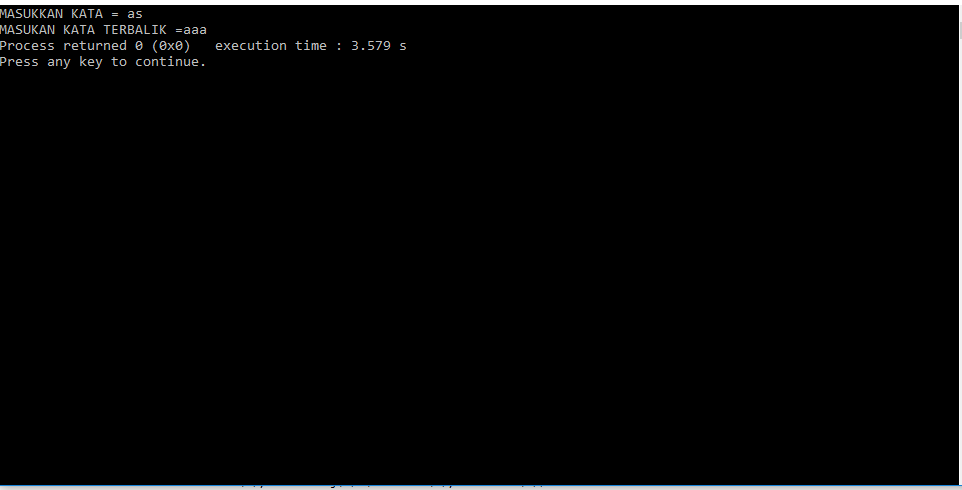 MASUKKAN KATA = as
MASUKAN KATA TERBALIK =aaa
Process returned 0 (0x0)   execution time : 3.579 s
Press any key to continue.